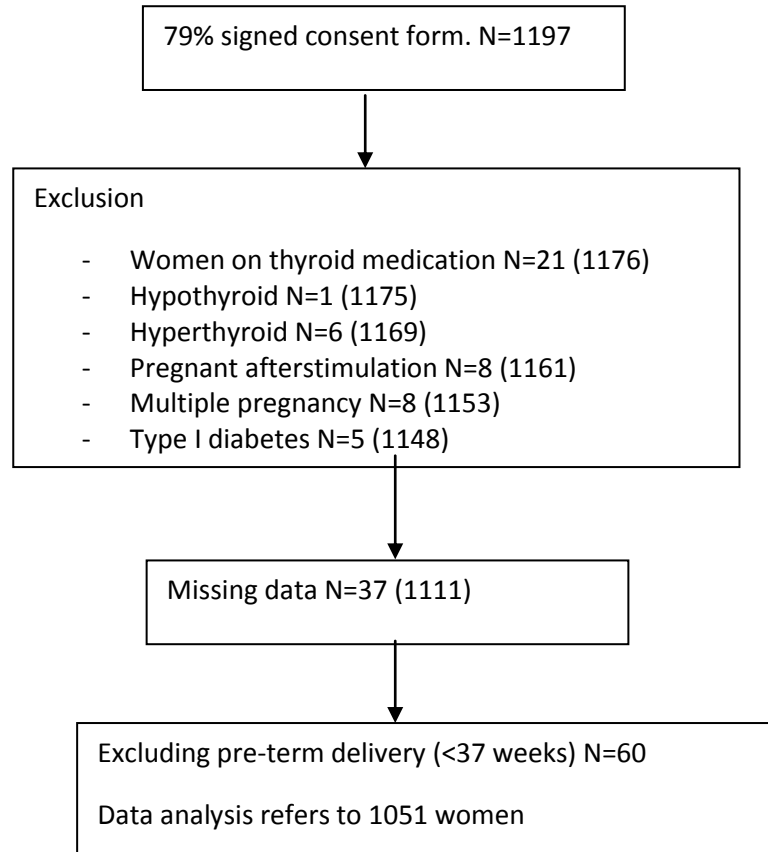 79% signed consent form. N=1197
Exclusion
- Women on thyroid medication N=21 (1176)
- Hypothyroid N=1 (1175)
- Hyperthyroid N=6 (1169)
- Pregnant afterstimulation N=8 (1161)
- Multiple pregnancy N=8 (1153)
- Type I diabetes N=5 (1148)
Missing data N=37 (1111)
Excluding pre-term delivery (<37 weeks) N=60
Data analysis refers to 1051 women